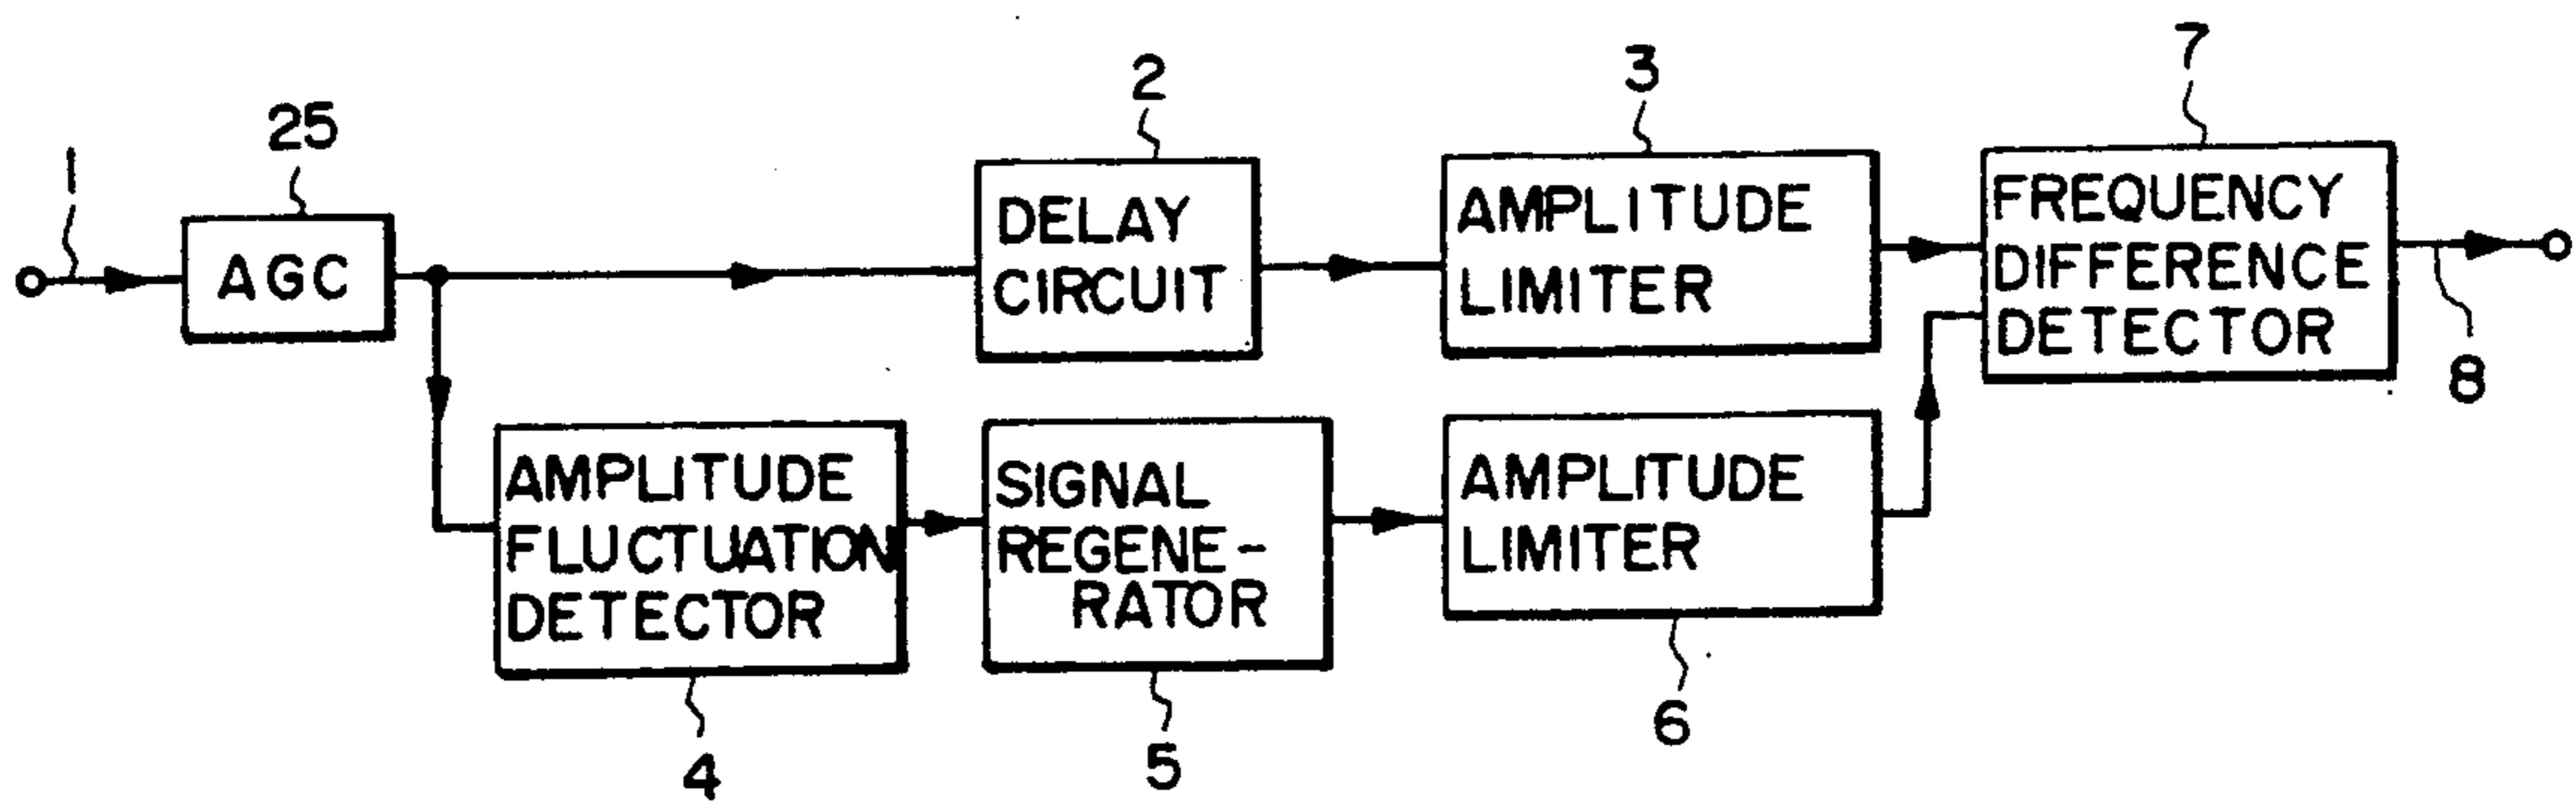 1
25
AGC
2
DELAY
CIRCUIT
3
AMPLITUDE
LIMITER
7
FREQUENCY
DIFFERENCE
DETECTOR
8
AMPLITUDE
FLUCTUATION
DETECTOR
4
SIGNAL
REGENE-
RATOR
5
AMPLITUDE
LIMITER
6